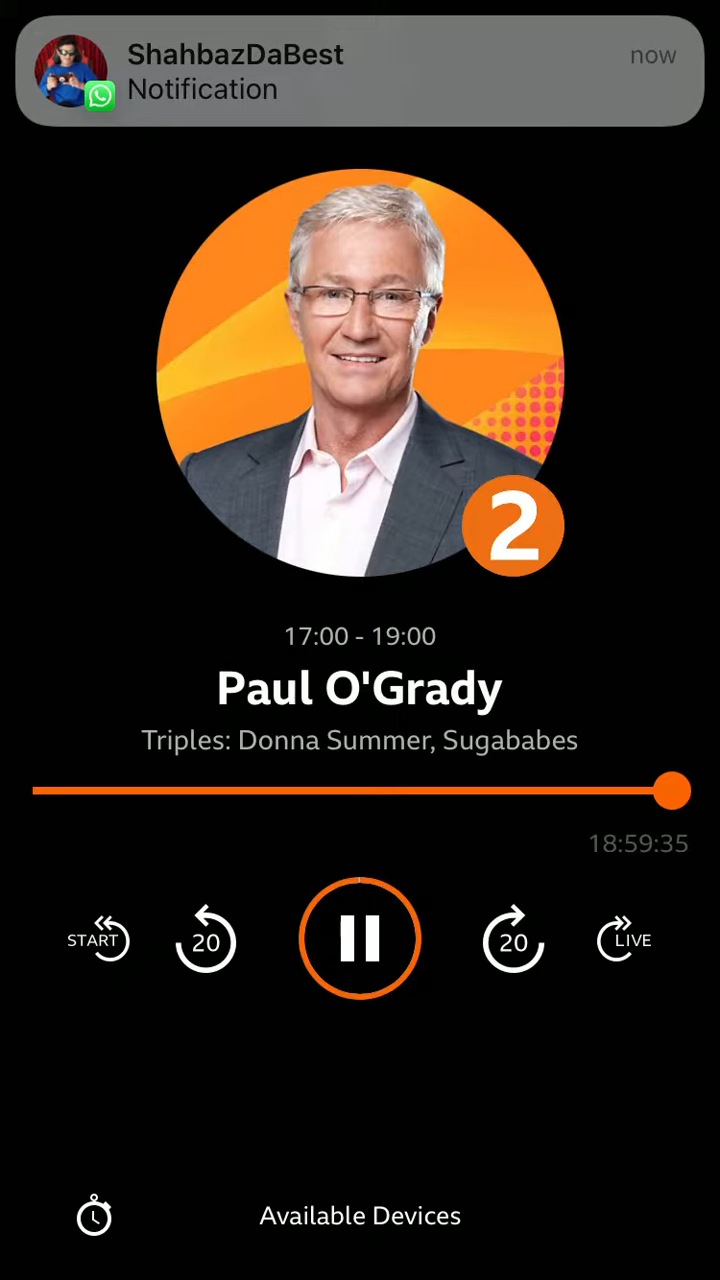 ShahbazDaBest
now
Notification
2
17:00 - 19:00
Paul O'Grady
Triples: Donna Summer, Sugababes
18:59:35
START
20
20
LIVE
Available Devices